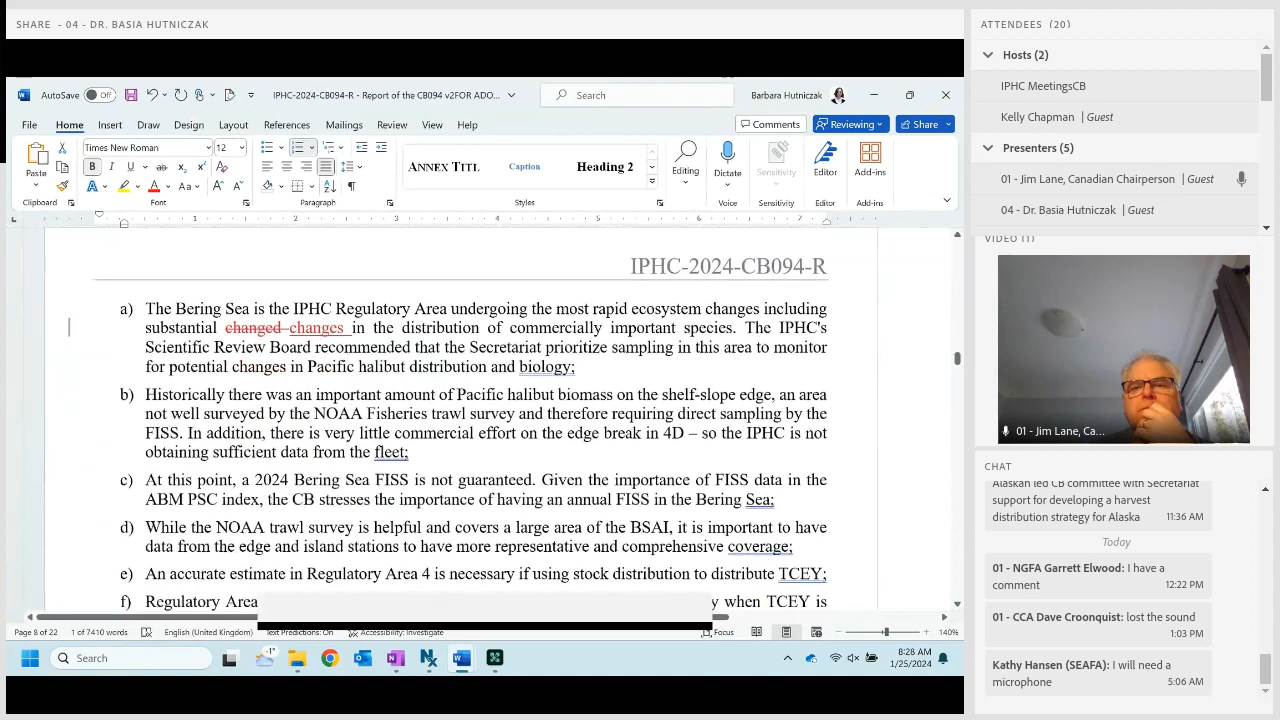 SHARE - 04 - DR. BASIA HUTNICZAK
AutoSave Off
IPHC-2024-CB094-R - Report of the CB094 v2FOR ADO...
Search
Barbara Hutniczak
File Home Insert Draw Design Layout References Mailings Review View Help
Comments Reviewing Share
Paste
Times New Roman 12
B I U ab x₂ x²
A A Aa A A
ANNEX TITL Caption Heading 2
Editing
Dictate
Sensitivity
Editor
Add-ins
Clipboard Font Paragraph Styles Voice Sensitivity Editor Add-ins
1 2 3 4 5 6 7
IPHC-2024-CB094-R
a) The Bering Sea is the IPHC Regulatory Area undergoing the most rapid ecosystem changes including
substantial changed changes in the distribution of commercially important species. The IPHC's
Scientific Review Board recommended that the Secretariat prioritize sampling in this area to monitor
for potential changes in Pacific halibut distribution and biology;
b) Historically there was an important amount of Pacific halibut biomass on the shelf-slope edge, an area
not well surveyed by the NOAA Fisheries trawl survey and therefore requiring direct sampling by the
FISS. In addition, there is very little commercial effort on the edge break in 4D – so the IPHC is not
obtaining sufficient data from the fleet;
c) At this point, a 2024 Bering Sea FISS is not guaranteed. Given the importance of FISS data in the
ABM PSC index, the CB stresses the importance of having an annual FISS in the Bering Sea;
d) While the NOAA trawl survey is helpful and covers a large area of the BSAI, it is important to have
data from the edge and island stations to have more representative and comprehensive coverage;
e) An accurate estimate in Regulatory Area 4 is necessary if using stock distribution to distribute TCEY;
f) Regulatory Area y when TCEY is
Page 8 of 22 1 of 7410 words English (United Kingdom) Text Predictions: On Accessibility: Investigate Focus 140%
Search
-1°
8:28 AM
1/25/2024
ATTENDEES (20)
Hosts (2)
IPHC MeetingsCB
Kelly Chapman | Guest
Presenters (5)
01 - Jim Lane, Canadian Chairperson | Guest
04 - Dr. Basia Hutniczak | Guest
VIDEO (1)
01 - Jim Lane, Ca...
CHAT
Alaskan led CB committee with Secretariat
support for developing a harvest
distribution strategy for Alaska 11:36 AM
Today
01 - NGFA Garrett Elwood: I have a
comment 12:22 PM
01 - CCA Dave Croonquist: lost the sound
1:03 PM
Kathy Hansen (SEAFA): I will need a
microphone 5:06 AM